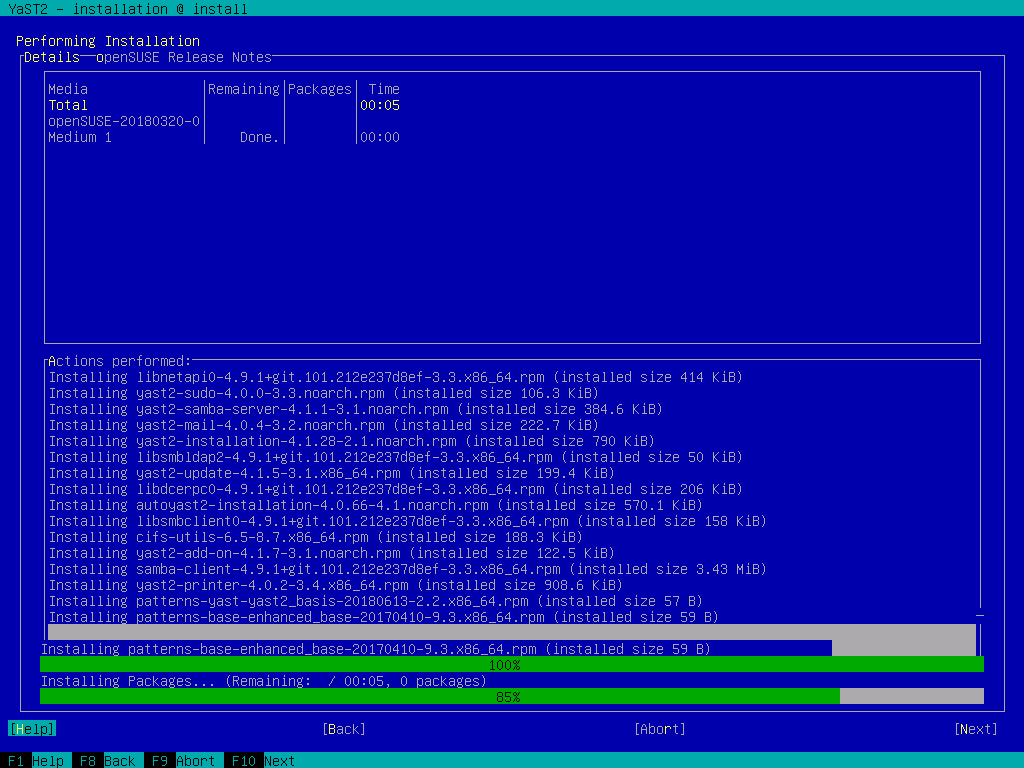 YaST2 - installation @ install
Performing Installation
Details openSUSE Release Notes
Media Remaining Packages Time
Total 00:05
openSUSE-20180320-0
Medium 1 Done. 00:00
Actions performed:
Installing libnetapi0-4.9.1+git.101.212e237d8ef-3.3.x86_64.rpm (installed size 414 KiB)
Installing yast2-sudo-4.0.0-3.3.noarch.rpm (installed size 106.3 KiB)
Installing yast2-samba-server-4.1.1-3.1.noarch.rpm (installed size 384.6 KiB)
Installing yast2-mail-4.0.4-3.2.noarch.rpm (installed size 222.7 KiB)
Installing yast2-installation-4.1.28-2.1.noarch.rpm (installed size 790 KiB)
Installing libsmbldap2-4.9.1+git.101.212e237d8ef-3.3.x86_64.rpm (installed size 50 KiB)
Installing yast2-update-4.1.5-3.1.x86_64.rpm (installed size 199.4 KiB)
Installing libdcerpc0-4.9.1+git.101.212e237d8ef-3.3.x86_64.rpm (installed size 206 KiB)
Installing autoyast2-installation-4.0.66-4.1.noarch.rpm (installed size 570.1 KiB)
Installing libsmbclient0-4.9.1+git.101.212e237d8ef-3.3.x86_64.rpm (installed size 158 KiB)
Installing cifs-utils-6.5-8.7.x86_64.rpm (installed size 188.3 KiB)
Installing yast2-add-on-4.1.7-3.1.noarch.rpm (installed size 122.5 KiB)
Installing samba-client-4.9.1+git.101.212e237d8ef-3.3.x86_64.rpm (installed size 3.43 MiB)
Installing yast2-printer-4.0.2-3.4.x86_64.rpm (installed size 908.6 KiB)
Installing patterns-yast-yast2_basis-20180613-2.2.x86_64.rpm (installed size 57 B)
Installing patterns-base-enhanced_base-20170410-9.3.x86_64.rpm (installed size 59 B)
Installing patterns-base-enhanced_base-20170410-9.3.x86_64.rpm (installed size 59 B)
100%
Installing Packages... (Remaining:  / 00:05, 0 packages)
85%
[Help] [Back] [Abort] [Next]
F1 Help F8 Back F9 Abort F10 Next